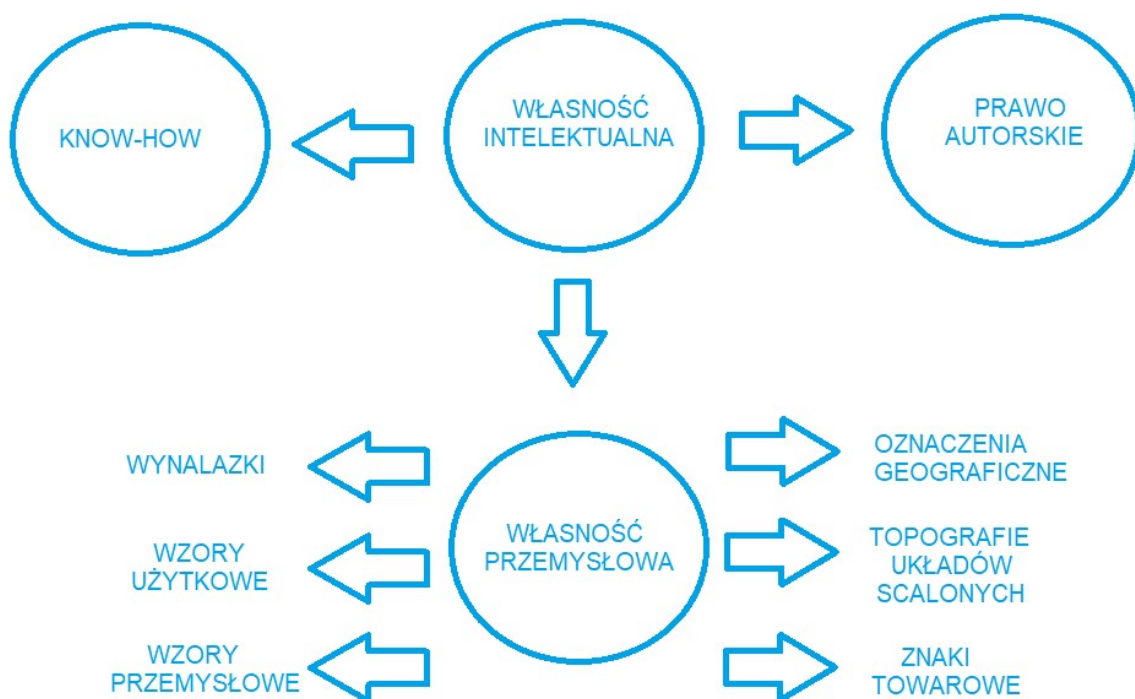 KNOW-HOW
WŁASNOŚĆ
INTELEKTUALNA
PRAWO
AUTORSKIE
WYNALAZKI
WZORY
UŻYTKOWE
WZORY
PRZEMYSŁOWE
WŁASNOŚĆ
PRZEMYSŁOWA
OZNACZENIA
GEOGRAFICZNE
TOPOGRAFIE
UKŁADÓW
SCALONYCH
ZNAKI
TOWAROWE